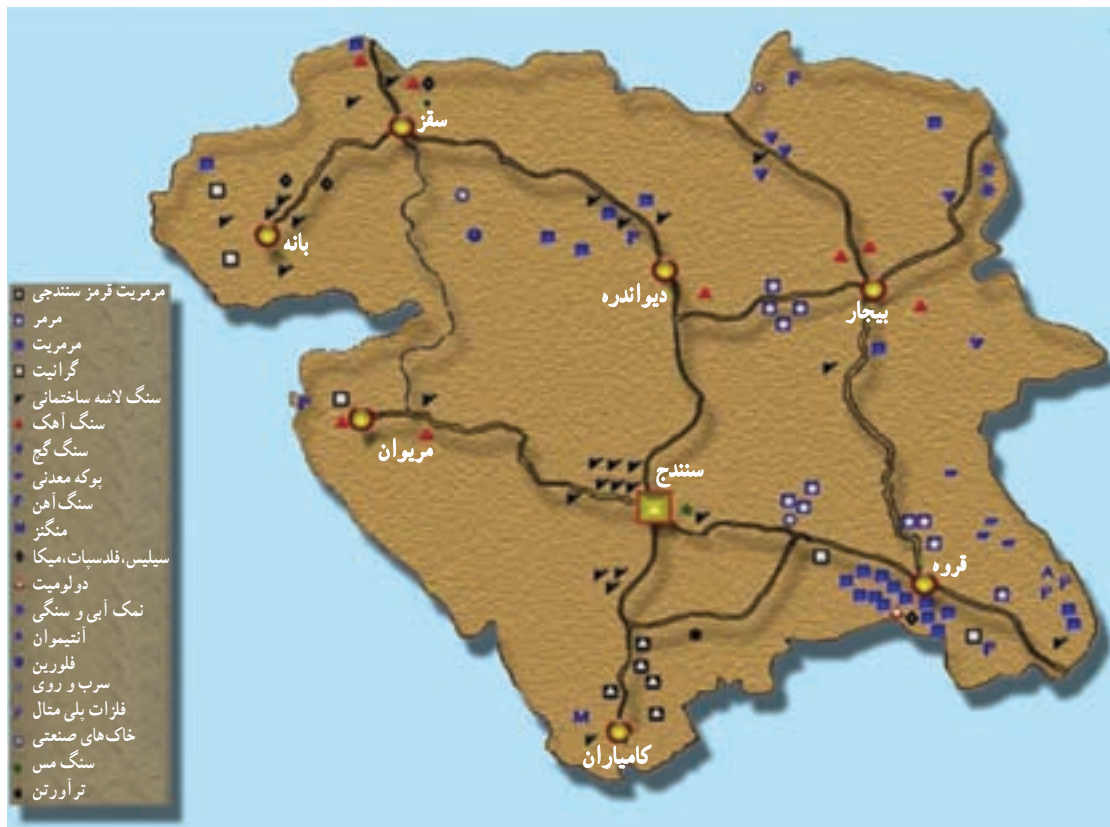 سقز
بانه
دیواندره
بیجار
مریوان
سنندج
قروه
کامیاران
مرمریت قرمز سنندجی
مرمر
مرمریت
گرانیت
سنگ لاشه ساختمانی
سنگ آهک
سنگ گچ
پوکه معدنی
سنگ آهن
منگنز
سیلیس،فلدسپات،میکا
دولومیت
نمک آبی و سنگی
آنتیموان
فلورین
سرب و روی
فلزات پلی متال
خاک‌های صنعتی
سنگ مس
ترآورتن